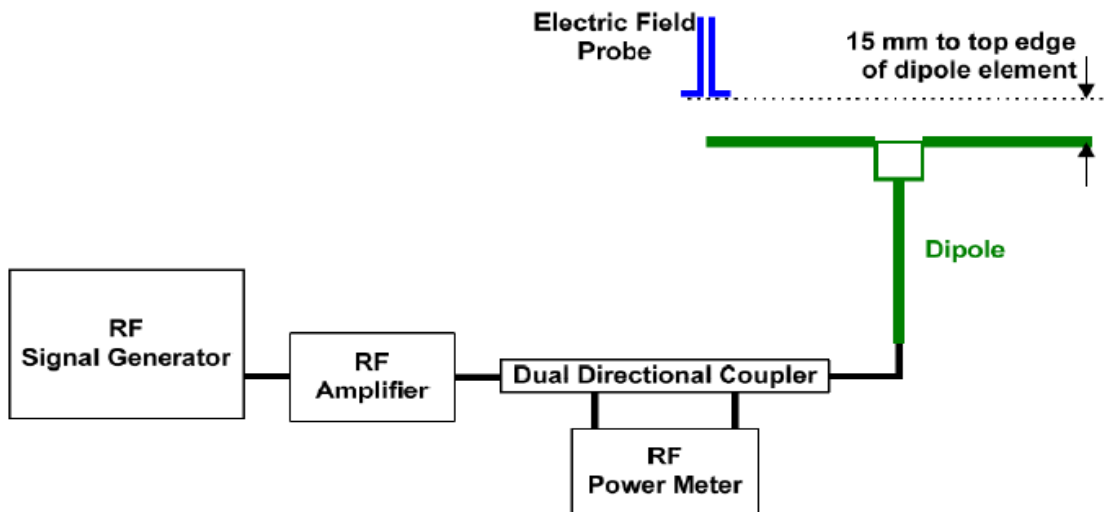 Electric Field
Probe
15 mm to top edge
of dipole element
Dipole
RF
Signal Generator
RF
Amplifier
Dual Directional Coupler
RF
Power Meter